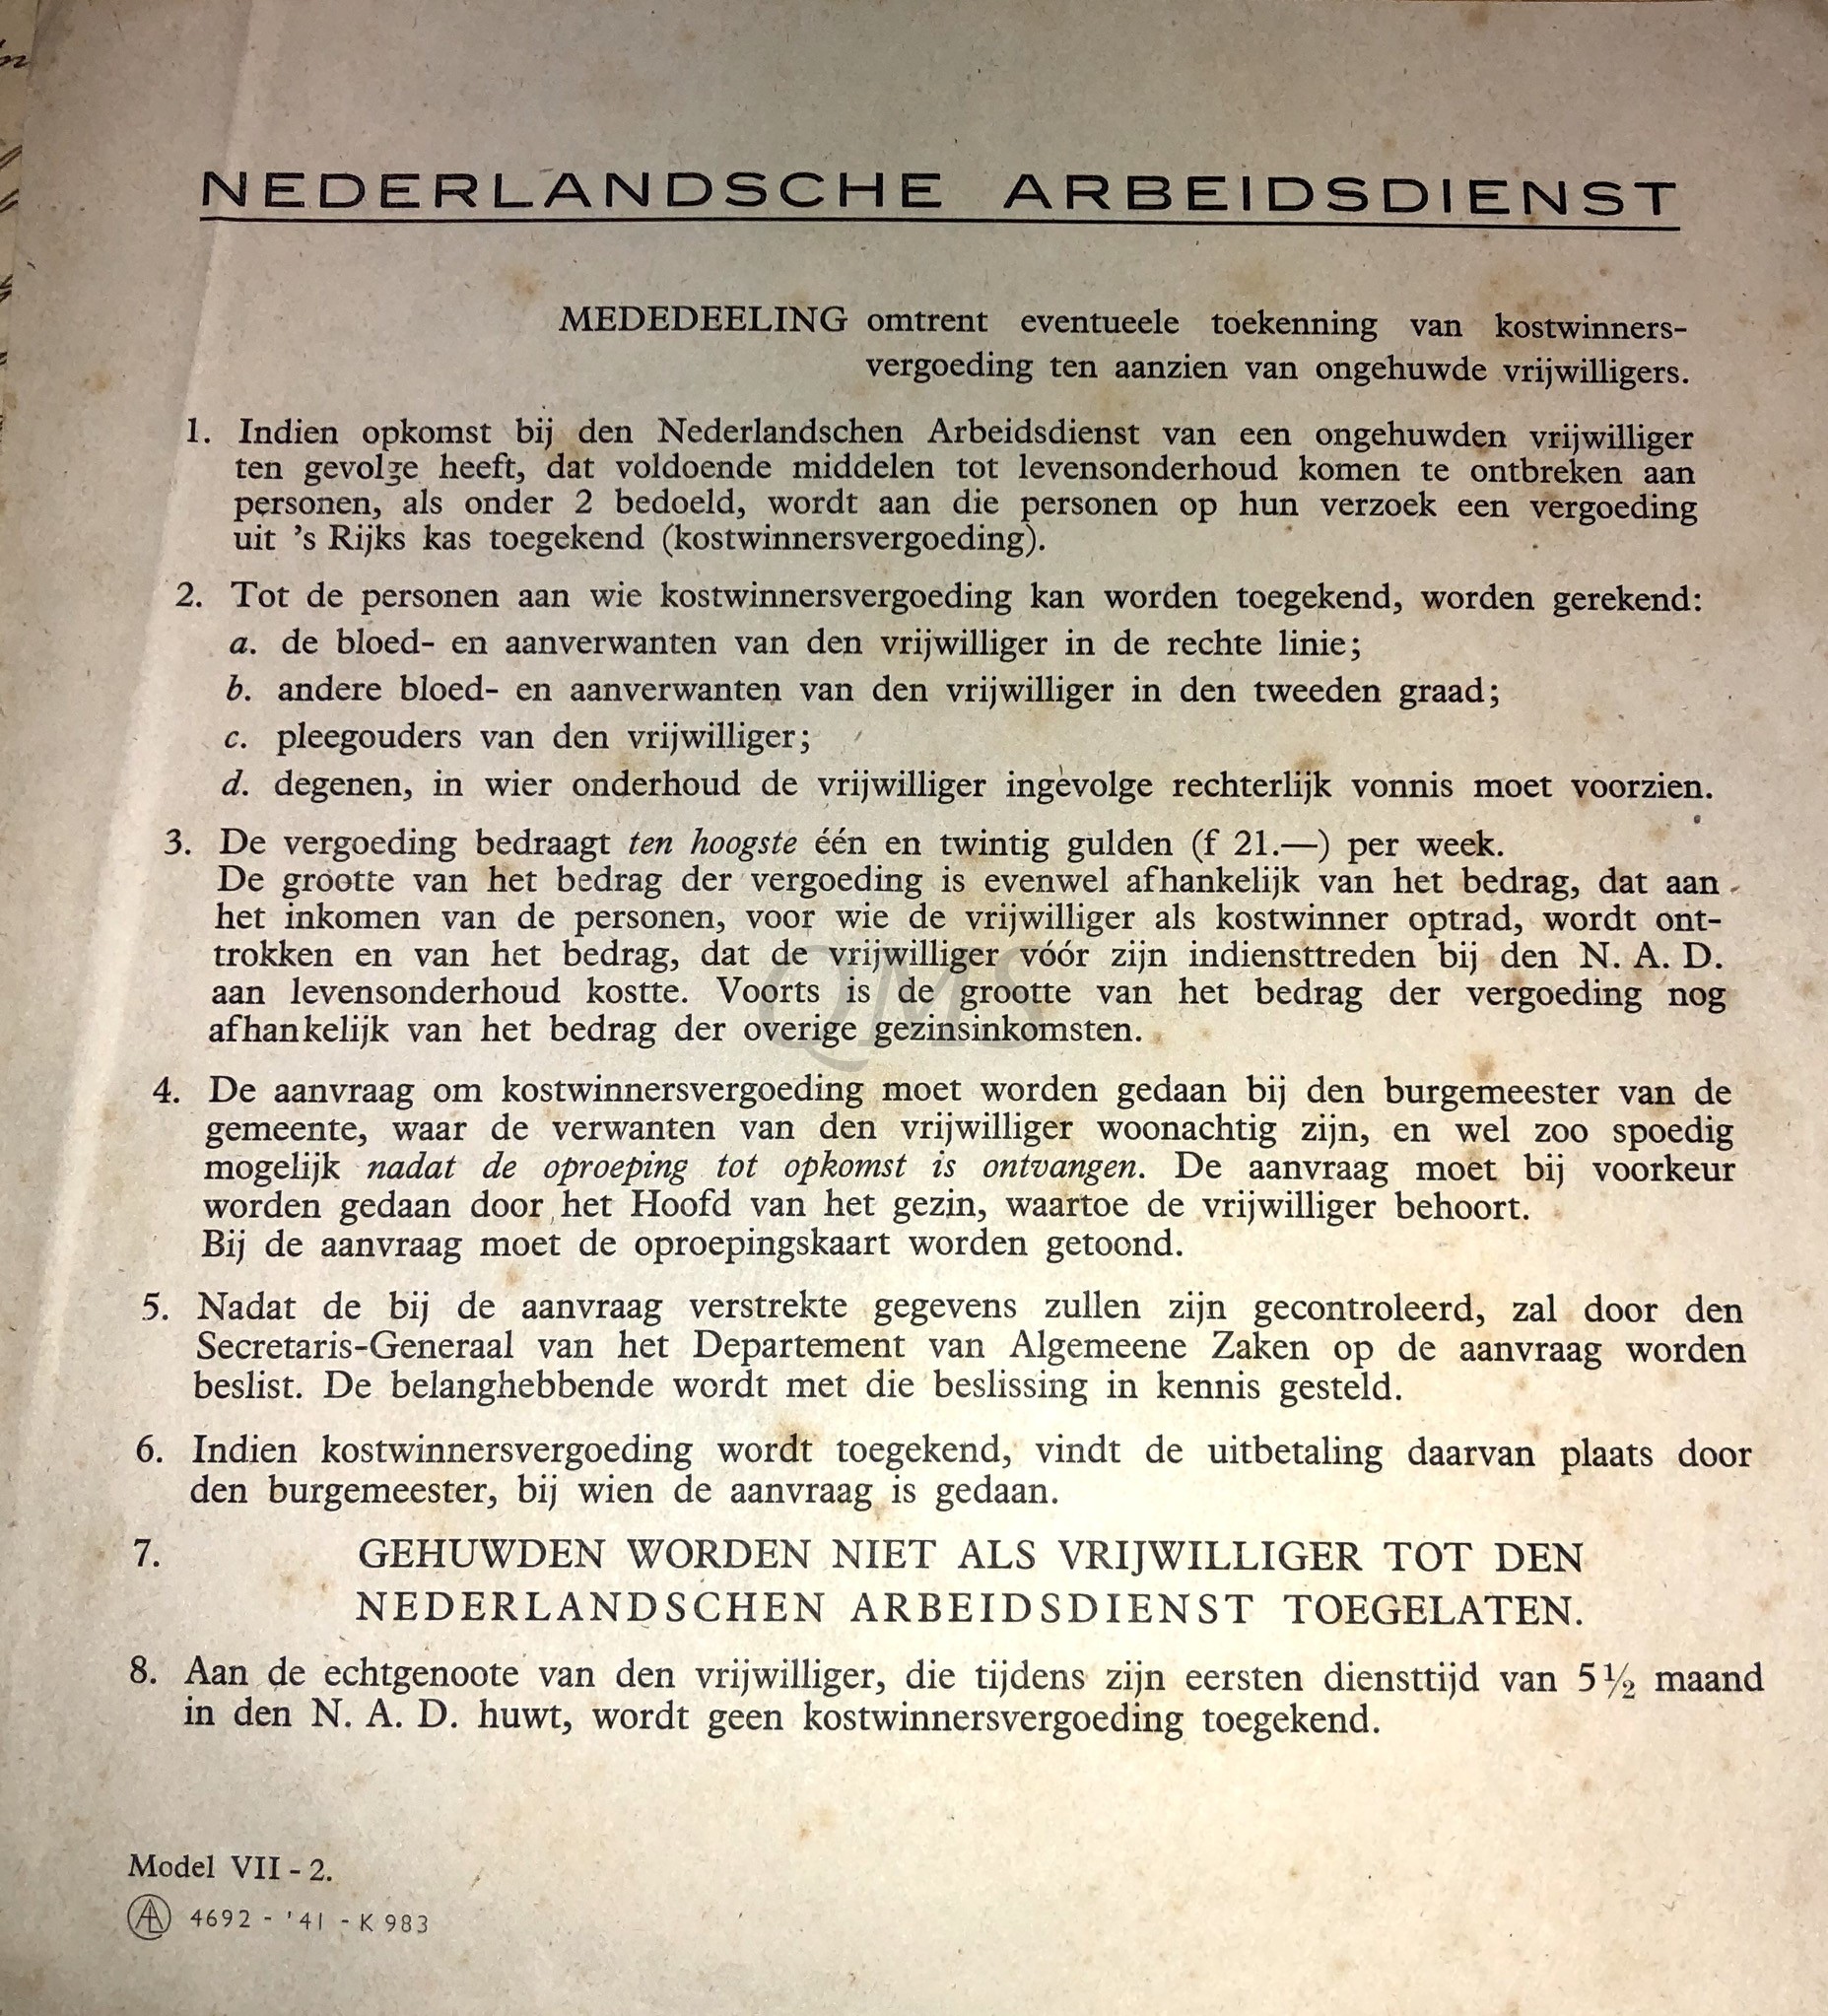 NEDERLANDSCHE ARBEIDSDIENST
MEDEDEELING omtrent eventueele toekenning van kostwinners-
vergoeding ten aanzien van ongehuwde vrijwilligers.
1. Indien opkomst bij den Nederlandschen Arbeidsdienst van een ongehuwden vrijwilliger
ten gevolge heeft, dat voldoende middelen tot levensonderhoud komen te ontbreken aan
personen, als onder 2 bedoeld, wordt aan die personen op hun verzoek een vergoeding
uit 's Rijks kas toegekend (kostwinnersvergoeding).
2. Tot de personen aan wie kostwinnersvergoeding kan worden toegekend, worden gerekend:
a. de bloed- en aanverwanten van den vrijwilliger in de rechte linie;
b. andere bloed- en aanverwanten van den vrijwilliger in den tweeden graad;
c. pleegouders van den vrijwilliger;
d. degenen, in wier onderhoud de vrijwilliger ingevolge rechterlijk vonnis moet voorzien.
3. De vergoeding bedraagt ten hoogste één en twintig gulden (f 21.—) per week.
De grootte van het bedrag der vergoeding is evenwel afhankelijk van het bedrag, dat aan
het inkomen van de personen, voor wie de vrijwilliger als kostwinner optrad, wordt ont-
trokken en van het bedrag, dat de vrijwilliger vóór zijn indiensttreden bij den N. A. D.
aan levensonderhoud kostte. Voorts is de grootte van het bedrag der vergoeding nog
afhankelijk van het bedrag der overige gezinsinkomsten.
QMS
4. De aanvraag om kostwinnersvergoeding moet worden gedaan bij den burgemeester van de
gemeente, waar de verwanten van den vrijwilliger woonachtig zijn, en wel zoo spoedig
mogelijk nadat de oproeping tot opkomst is ontvangen. De aanvraag moet bij voorkeur
worden gedaan door het Hoofd van het gezin, waartoe de vrijwilliger behoort.
Bij de aanvraag moet de oproepingskaart worden getoond.
5. Nadat de bij de aanvraag verstrekte gegevens zullen zijn gecontroleerd, zal door den
Secretaris-Generaal van het Departement van Algemeene Zaken op de aanvraag worden
beslist. De belanghebbende wordt met die beslissing in kennis gesteld.
6. Indien kostwinnersvergoeding wordt toegekend, vindt de uitbetaling daarvan plaats door
den burgemeester, bij wien de aanvraag is gedaan.
7. GEHUWDEN WORDEN NIET ALS VRIJWILLIGER TOT DEN
NEDERLANDSCHEN ARBEIDSDIENST TOEGELATEN.
8. Aan de echtgenoote van den vrijwilliger, die tijdens zijn eersten diensttijd van 5½ maand
in den N. A. D. huwt, wordt geen kostwinnersvergoeding toegekend.
Model VII - 2.
AL 4692 - '41 - K 983